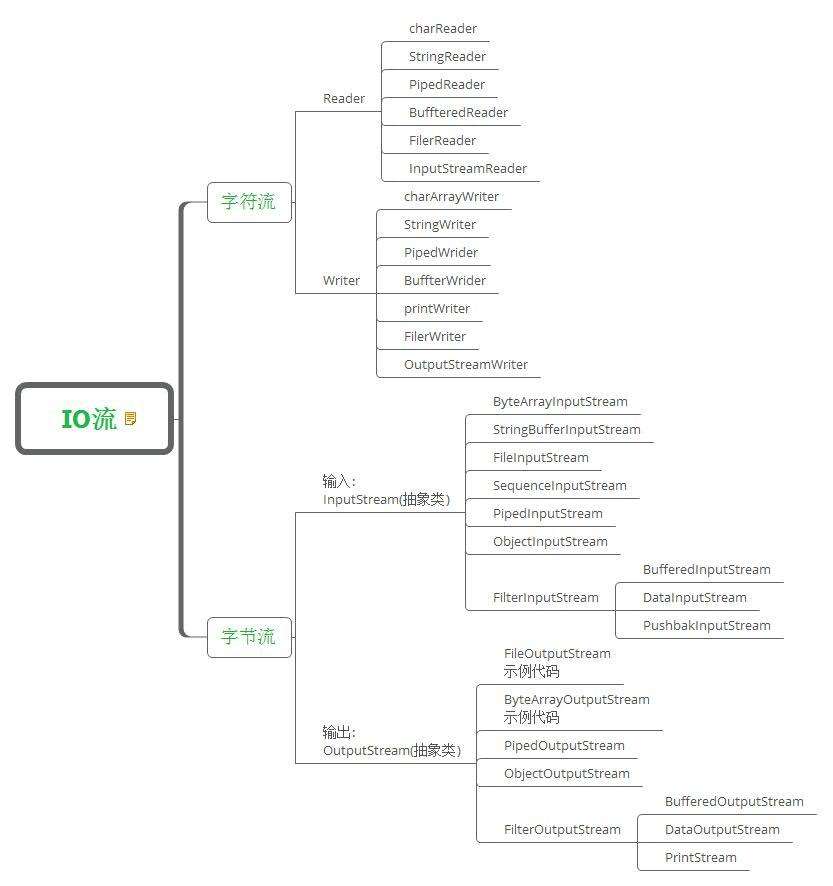 IO流
字符流
Reader
charReader
StringReader
PipedReader
BuffteredReader
FilerReader
InputStreamReader
Writer
charArrayWriter
StringWriter
PipedWrider
BuffterWrider
printWriter
FilerWriter
OutputStreamWriter
字节流
输入：
InputStream(抽象类)
ByteArrayInputStream
StringBufferInputStream
FileInputStream
SequenceInputStream
PipedInputStream
ObjectInputStream
FilterInputStream
BufferedInputStream
DataInputStream
PushbakInputStream
输出：
OutputStream(抽象类)
FileOutputStream
示例代码
ByteArrayOutputStream
示例代码
PipedOutputStream
ObjectOutputStream
FilterOutputStream
BufferedOutputStream
DataOutputStream
PrintStream